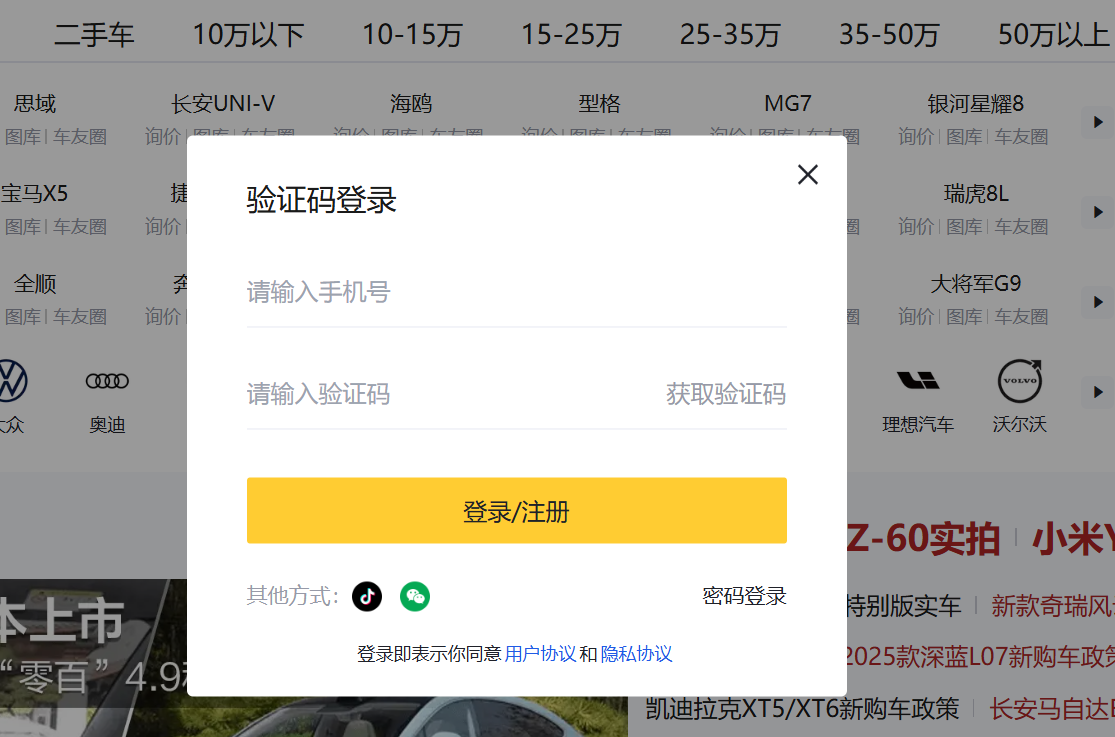 二手车 10万以下 10-15万 15-25万 25-35万 35-50万 50万以上
思域 长安UNI-V 海鸥 型格 MG7 银河星耀8
图库 车友圈 询价 图库 车友圈 询价 图库 车友圈 询价 图库 车友圈 询价 图库 车友圈 询价 图库 车友圈
宝马X5 捷 瑞虎8L
图库 车友圈 询价 圈 询价 图库 车友圈
全顺 奔 大将军G9
图库 车友圈 询价 圈 询价 图库 车友圈
VOLVO
大众 奥迪 理想汽车 沃尔沃
验证码登录
请输入手机号
请输入验证码 获取验证码
登录/注册
其他方式： 密码登录
登录即表示你同意用户协议和隐私协议
Z-60实拍 小米Y
特别版实车 新款奇瑞风云
2025款深蓝L07新购车政策
凯迪拉克XT5/XT6新购车政策 长安马自达E
本上市
“零百” 4.9秒